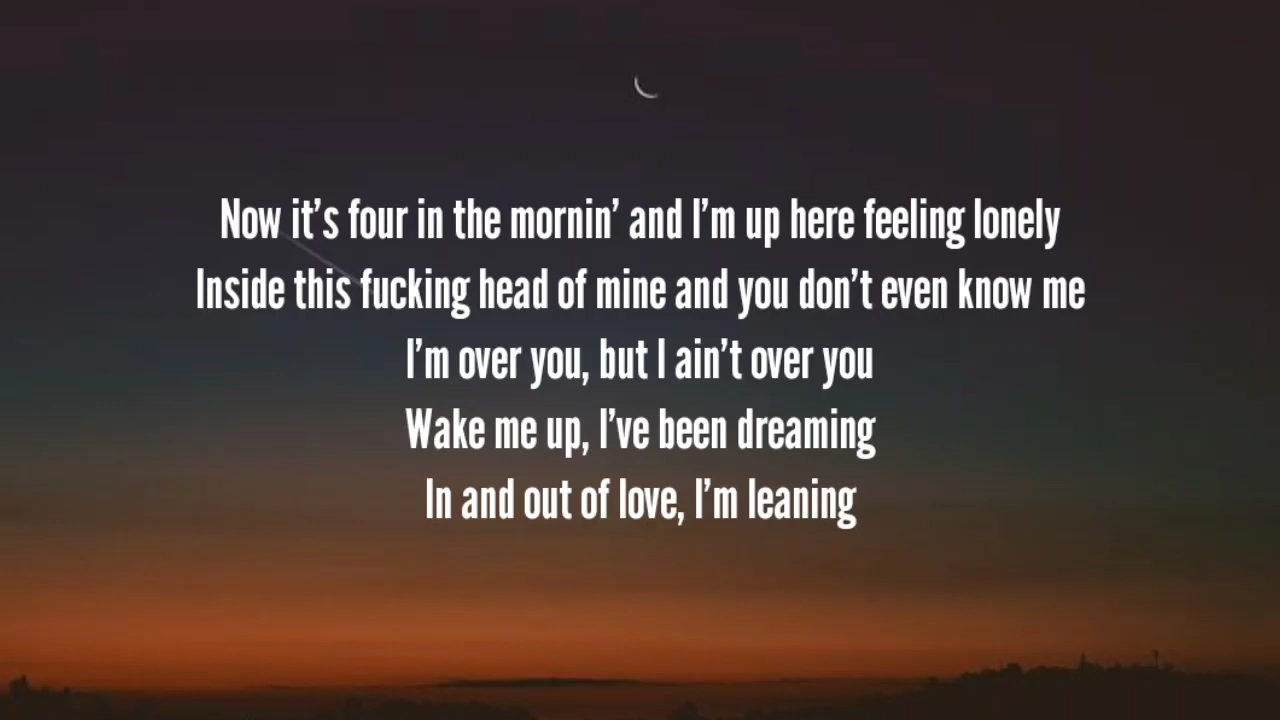 Now it’s four in the mornin’ and I’m up here feeling lonely
Inside this fucking head of mine and you don’t even know me
I’m over you, but I ain’t over you
Wake me up, I’ve been dreaming
In and out of love, I’m leaning